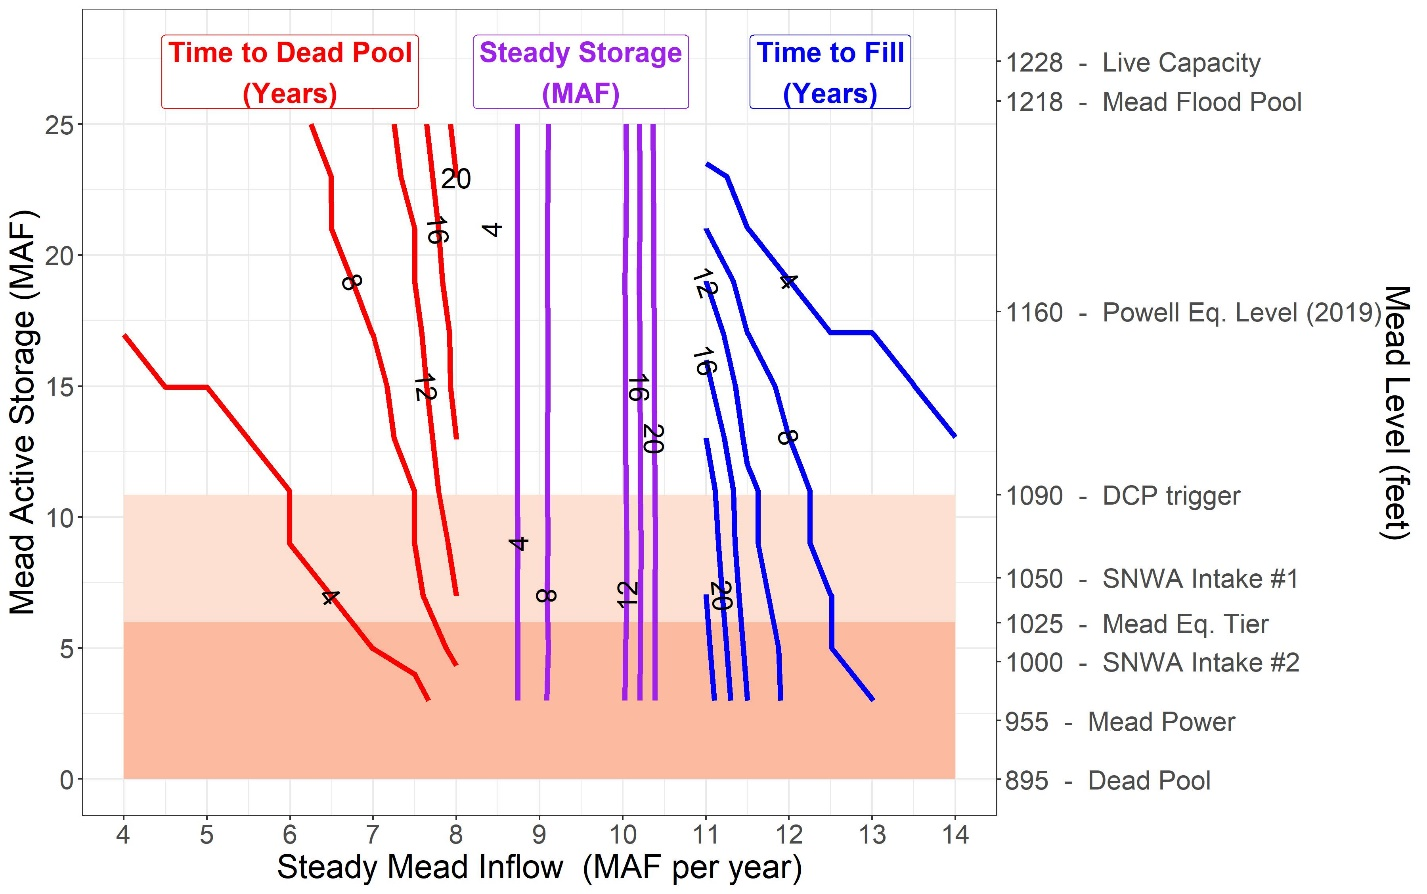 Time to Dead Pool
(Years)
Steady Storage
(MAF)
Time to Fill
(Years)
1228 - Live Capacity
1218 - Mead Flood Pool
1160 - Powell Eq. Level (2019)
1090 - DCP trigger
1050 - SNWA Intake #1
1025 - Mead Eq. Tier
1000 - SNWA Intake #2
955 - Mead Power
895 - Dead Pool
Mead Level (feet)
Mead Active Storage (MAF)
25
20
15
10
5
0
20
16
8
12
4
4
4
8
12
16
20
4
12
16
8
20
4 5 6 7 8 9 10 11 12 13 14
Steady Mead Inflow (MAF per year)